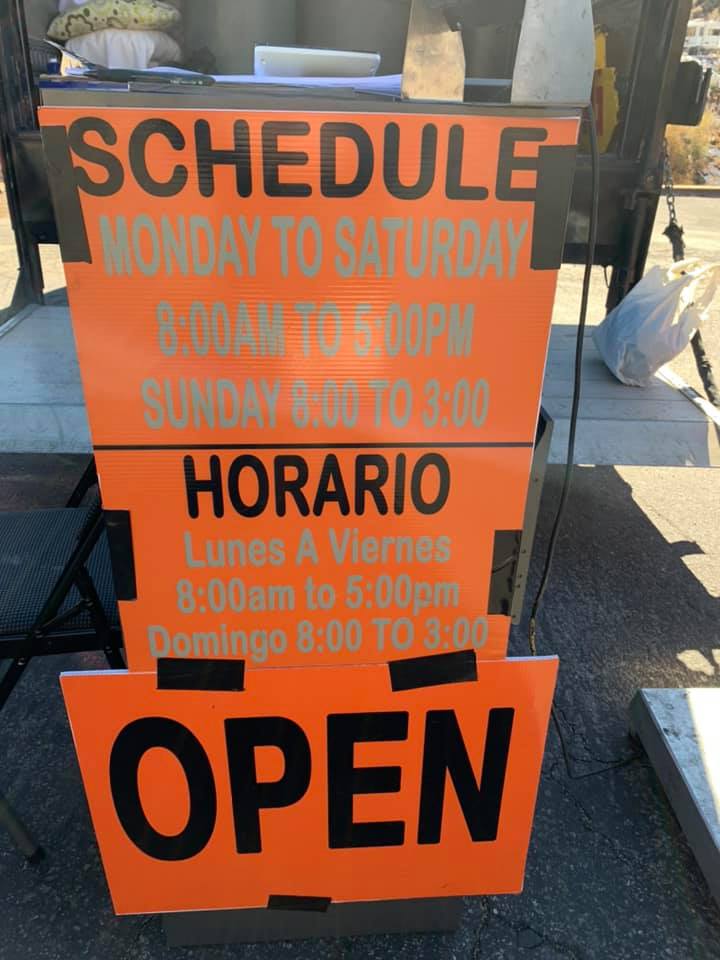 SCHEDULE
MONDAY TO SATURDAY
8:00AM TO 5:00PM
SUNDAY 8:00 TO 3:00
HORARIO
Lunes A Viernes
8:00am to 5:00pm
Domingo 8:00 TO 3:00
OPEN